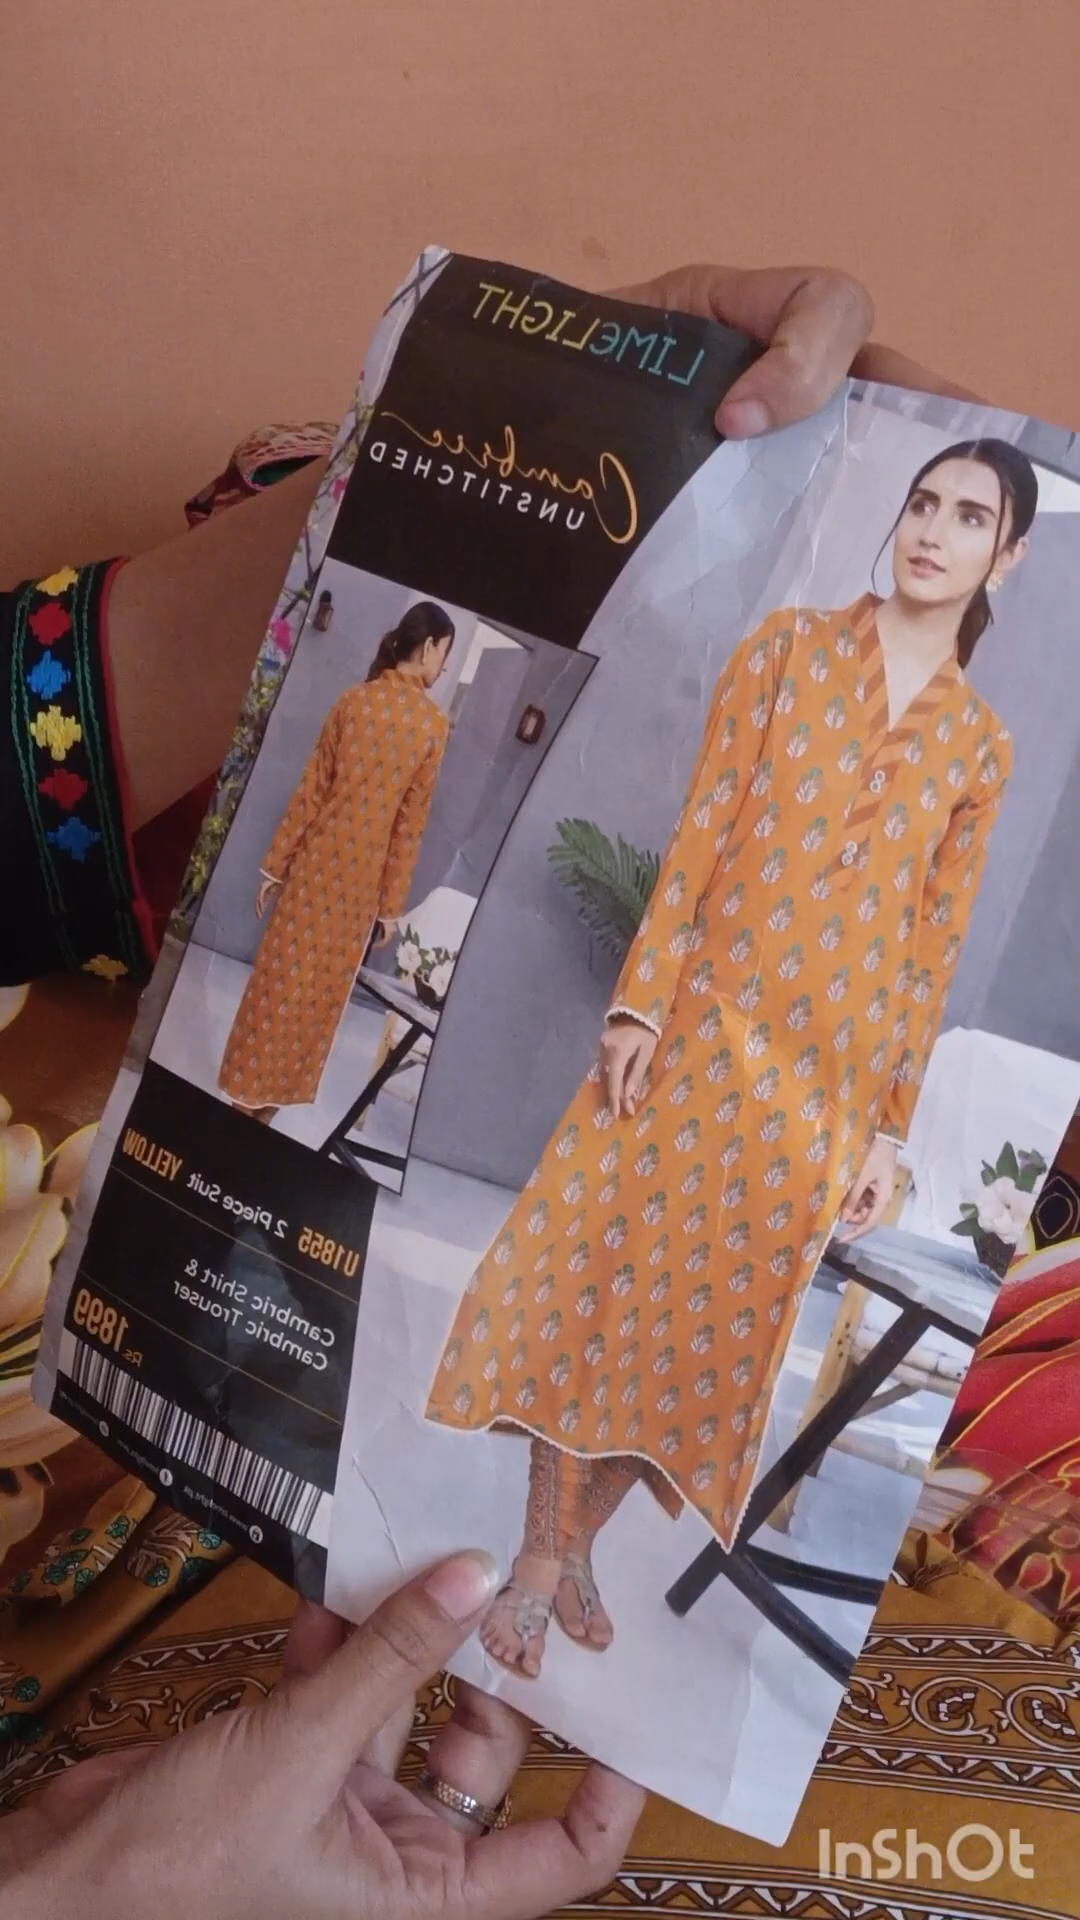 LIMELIGHT
Cambric
UNSTITCHED
U1855 2 Piece Suit YELLOW
Cambric Shirt &
Cambric Trouser
Rs. 1899
InShOt